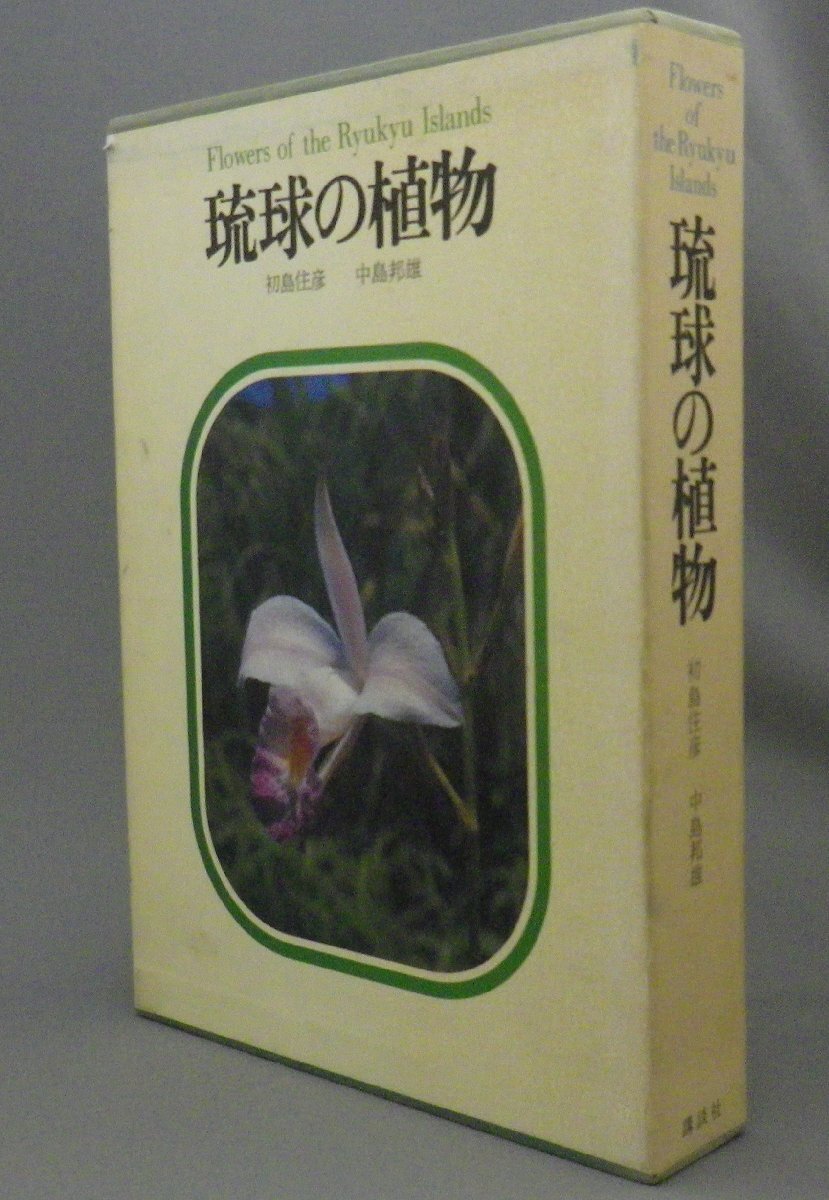 Flowers of the Ryukyu Islands
琉球の植物
初島住彦 中島邦雄
Flowers
of
the Ryukyu
Islands
琉球の植物
初島住彦 中島邦雄
講談社